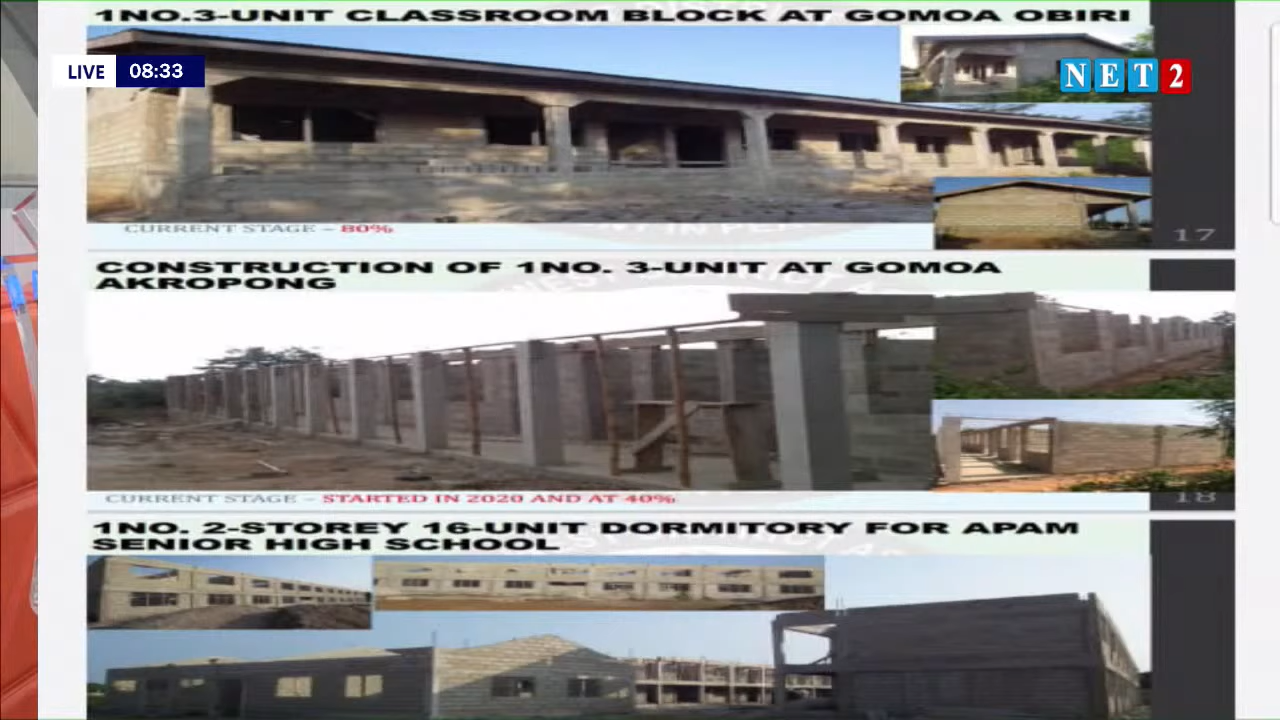 1NO.3-UNIT CLASSROOM BLOCK AT GOMOA OBIRI
LIVE 08:33
NET2
CURRENT STAGE – 80%
17
CONSTRUCTION OF 1NO. 3-UNIT AT GOMOA
AKROPONG
CURRENT STAGE – STARTED IN 2020 AND AT 40%
18
1NO. 2-STOREY 16-UNIT DORMITORY FOR APAM
SENIOR HIGH SCHOOL